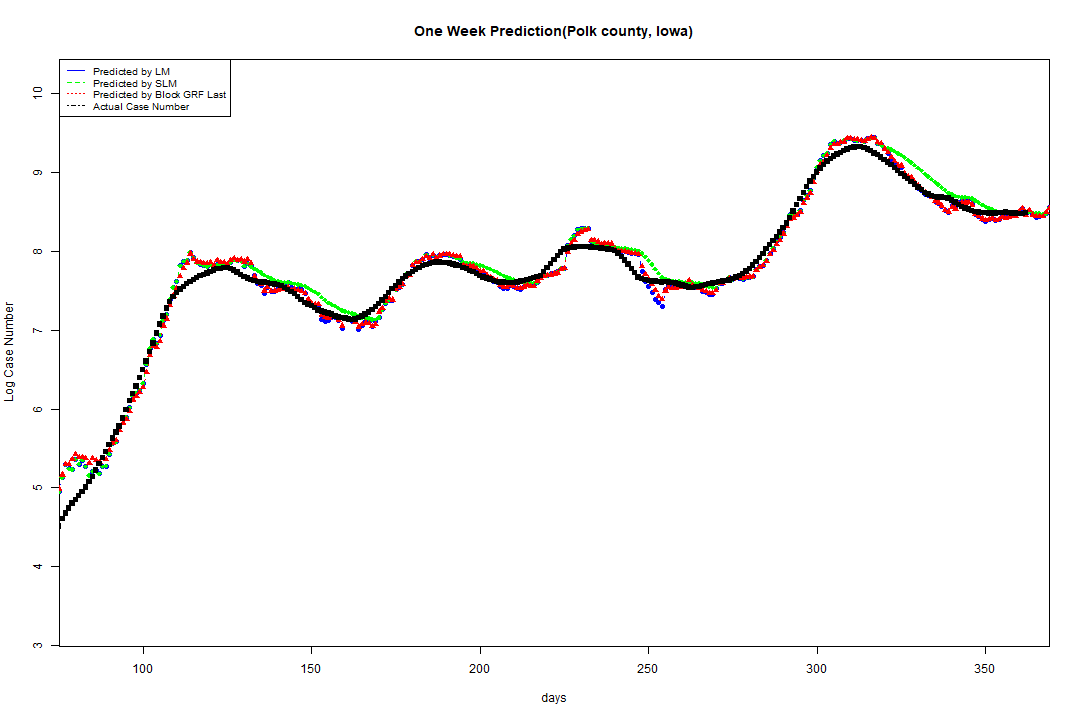 One Week Prediction(Polk county, Iowa)
Predicted by LM
Predicted by SLM
Predicted by Block GRF Last
Actual Case Number
10
9
8
7
6
5
4
3
Log Case Number
100 150 200 250 300 350
days